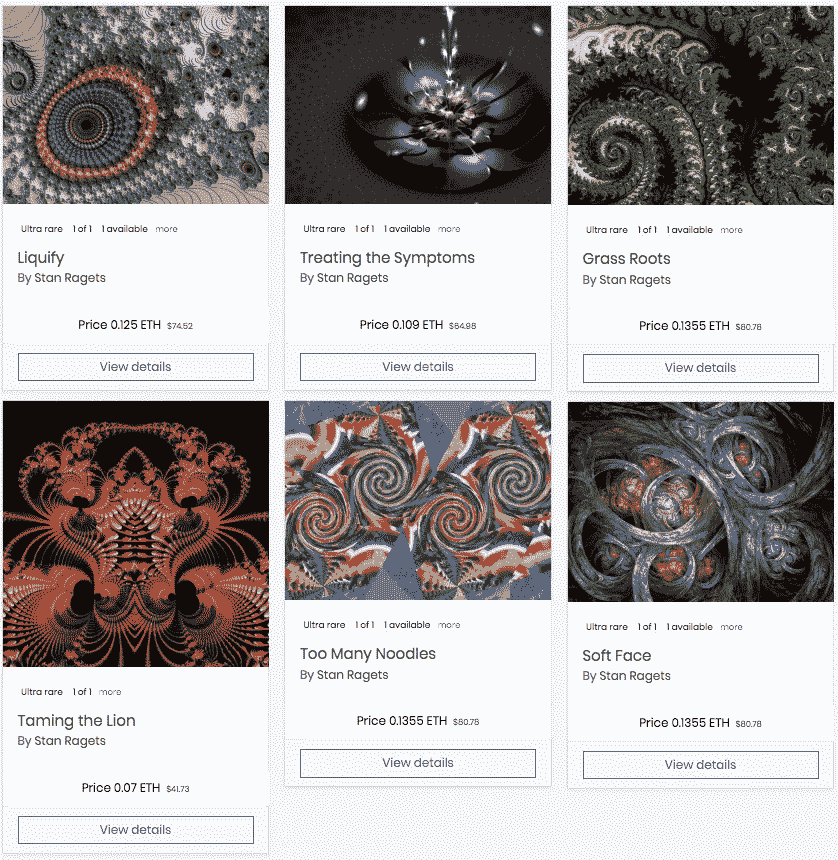 Ultra rare 1 of 1 1 available more
Liquify
By Stan Ragets
Price 0.125 ETH $74.52
View details
Ultra rare 1 of 1 1 available more
Treating the Symptoms
By Stan Ragets
Price 0.109 ETH $64.98
View details
Ultra rare 1 of 1 1 available more
Grass Roots
By Stan Ragets
Price 0.1355 ETH $80.78
View details
Ultra rare 1 of 1 more
Taming the Lion
By Stan Ragets
Price 0.07 ETH $41.73
View details
Ultra rare 1 of 1 1 available more
Too Many Noodles
By Stan Ragets
Price 0.1355 ETH $80.78
View details
Ultra rare 1 of 1 1 available more
Soft Face
By Stan Ragets
Price 0.1355 ETH $80.78
View details